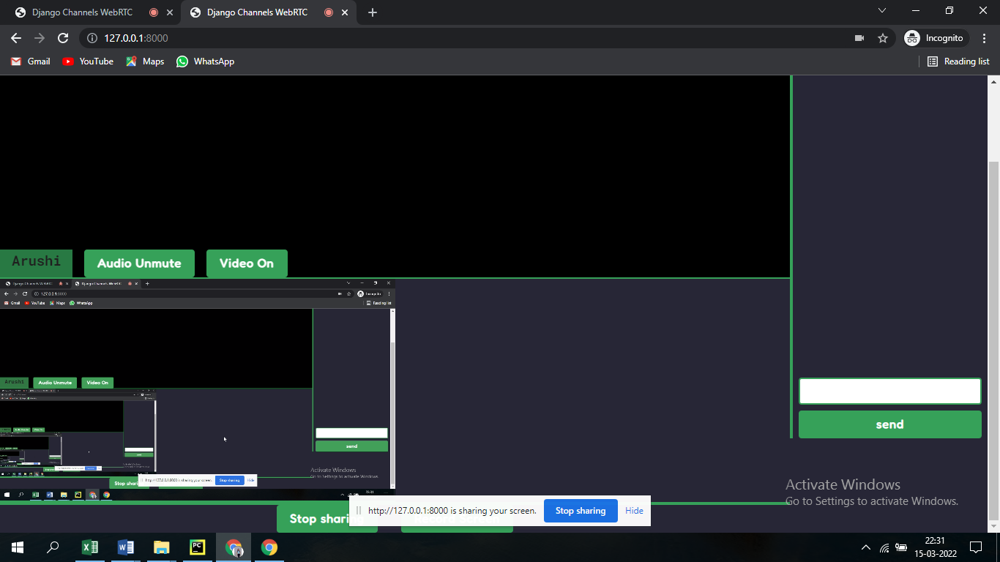 Django Channels WebRTC
Django Channels WebRTC
127.0.0.1:8000
Incognito
Gmail
YouTube
Maps
WhatsApp
Reading list
Arushi
Audio Unmute
Video On
Django Channels WebRTC
Django Channels WebRTC
127.0.0.1:8000
Incognito
Gmail
YouTube
Maps
WhatsApp
Reading list
Arushi
Audio Unmute
Video On
send
Activate Windows
Go to Settings to activate Windows.
Stop shari
http://127.0.0.1:8000 is sharing your screen.
Stop sharing
Hide
22:31
send
Activate Windows
Go to Settings to activate Windows.
Stop sharing
http://127.0.0.1:8000 is sharing your screen.
Stop sharing
Hide
22:31
15-03-2022